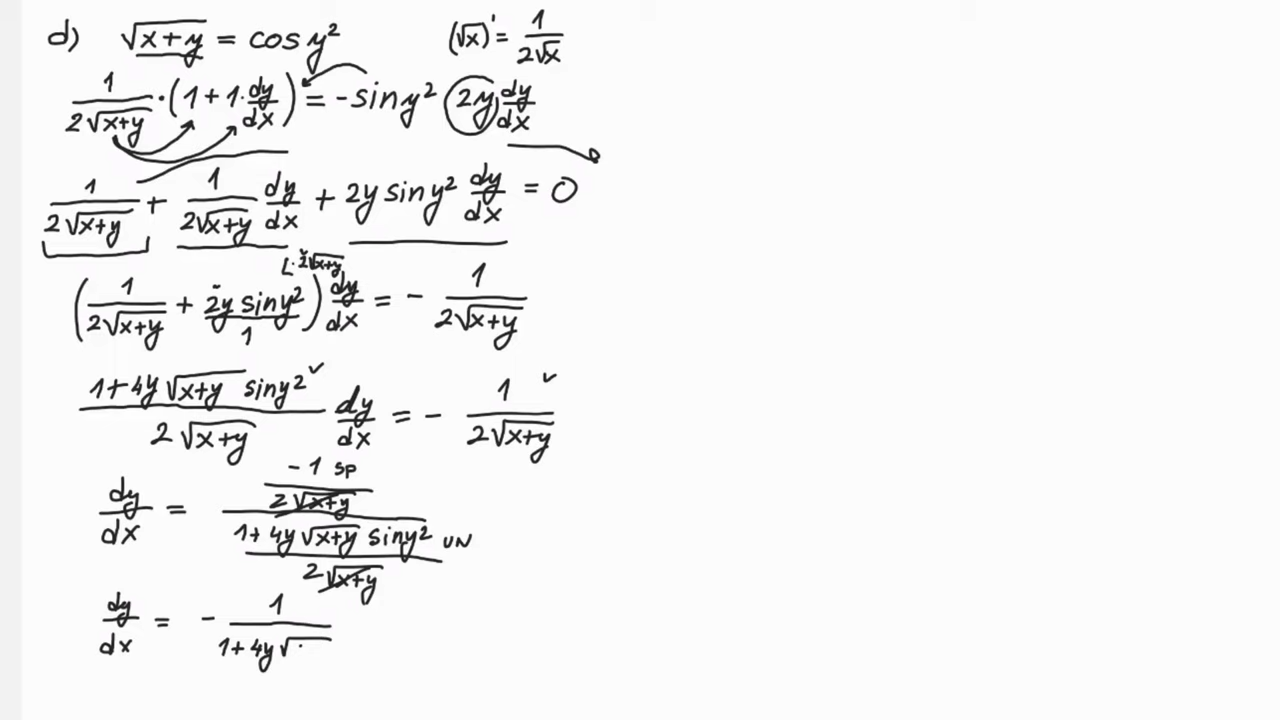 d) √(x+y) = cos y² (√x)' = 1/(2√x)
1/(2√(x+y)) · (1 + 1· dy/dx) = -sin y² 2y dy/dx
1/(2√(x+y)) + 1/(2√(x+y)) dy/dx + 2y sin y² dy/dx = 0
L· 2√(x+y)
(1/(2√(x+y)) + 2y sin y²/1) dy/dx = - 1/(2√(x+y))
(1+4y √(x+y) sin y²)/(2√(x+y)) dy/dx = - 1/(2√(x+y))
dy/dx = (-1/(2√(x+y))) sp / ((1+4y √(x+y) sin y²)/(2√(x+y))) UN
dy/dx = - 1/(1+4y√